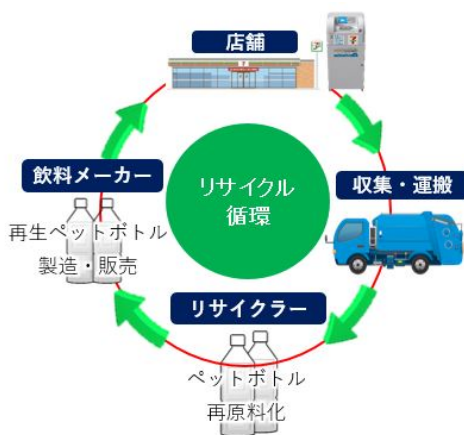 店舗
収集・運搬
リサイクル
循環
飲料メーカー
再生ペットボトル
製造・販売
リサイクラー
ペットボトル
再原料化